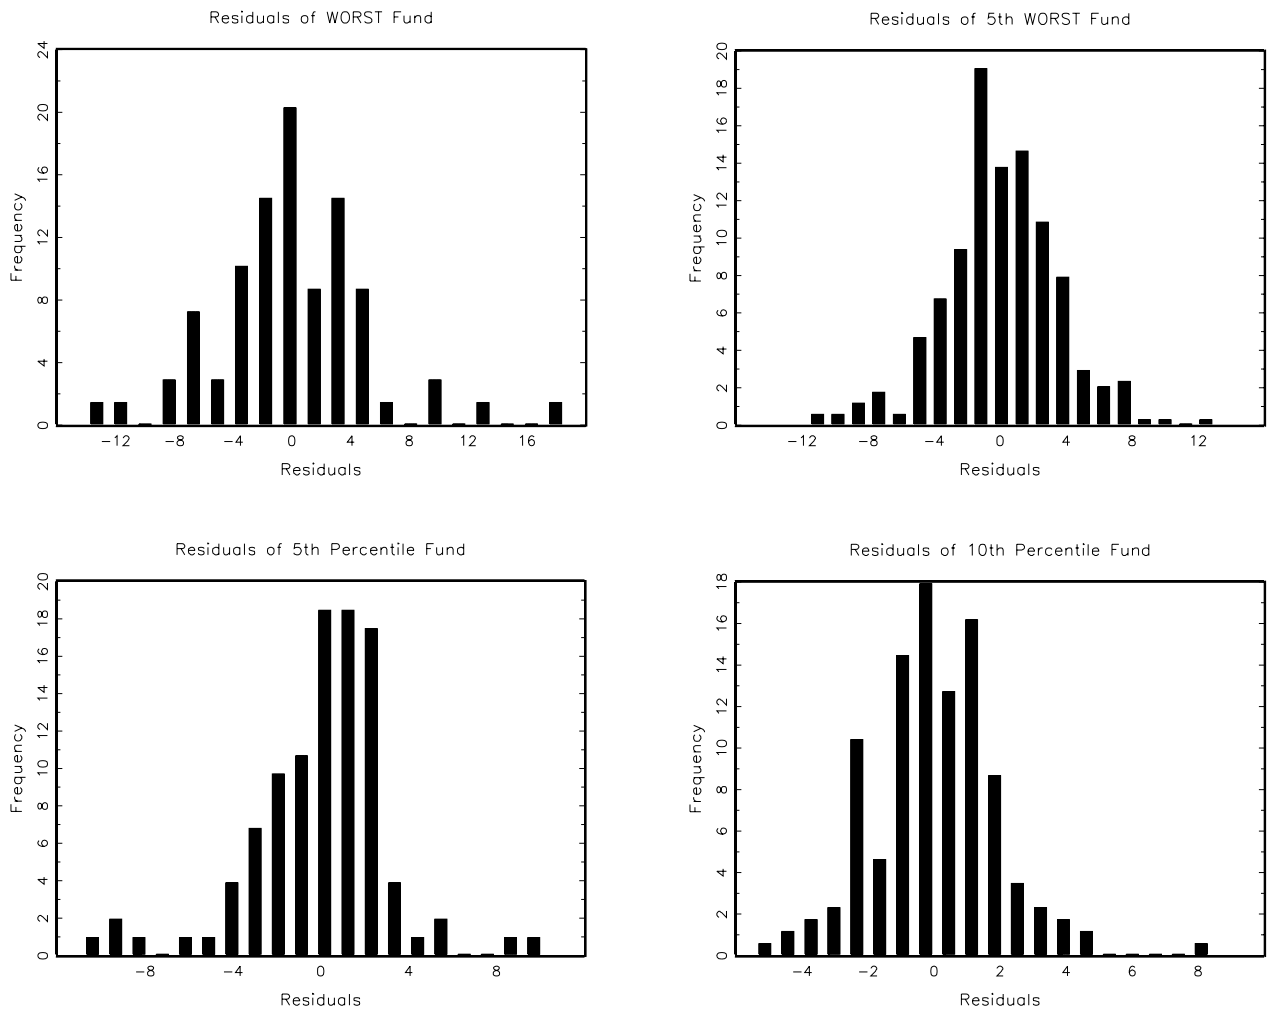 Residuals of WORST Fund
24
20
16
12
8
4
0
Frequency
−12 −8 −4 0 4 8 12 16
Residuals
Residuals of 5th WORST Fund
20
18
16
14
12
10
8
6
4
2
0
Frequency
−12 −8 −4 0 4 8 12
Residuals
Residuals of 5th Percentile Fund
20
18
16
14
12
10
8
6
4
2
0
Frequency
−8 −4 0 4 8
Residuals
Residuals of 10th Percentile Fund
18
16
14
12
10
8
6
4
2
0
Frequency
−4 −2 0 2 4 6 8
Residuals